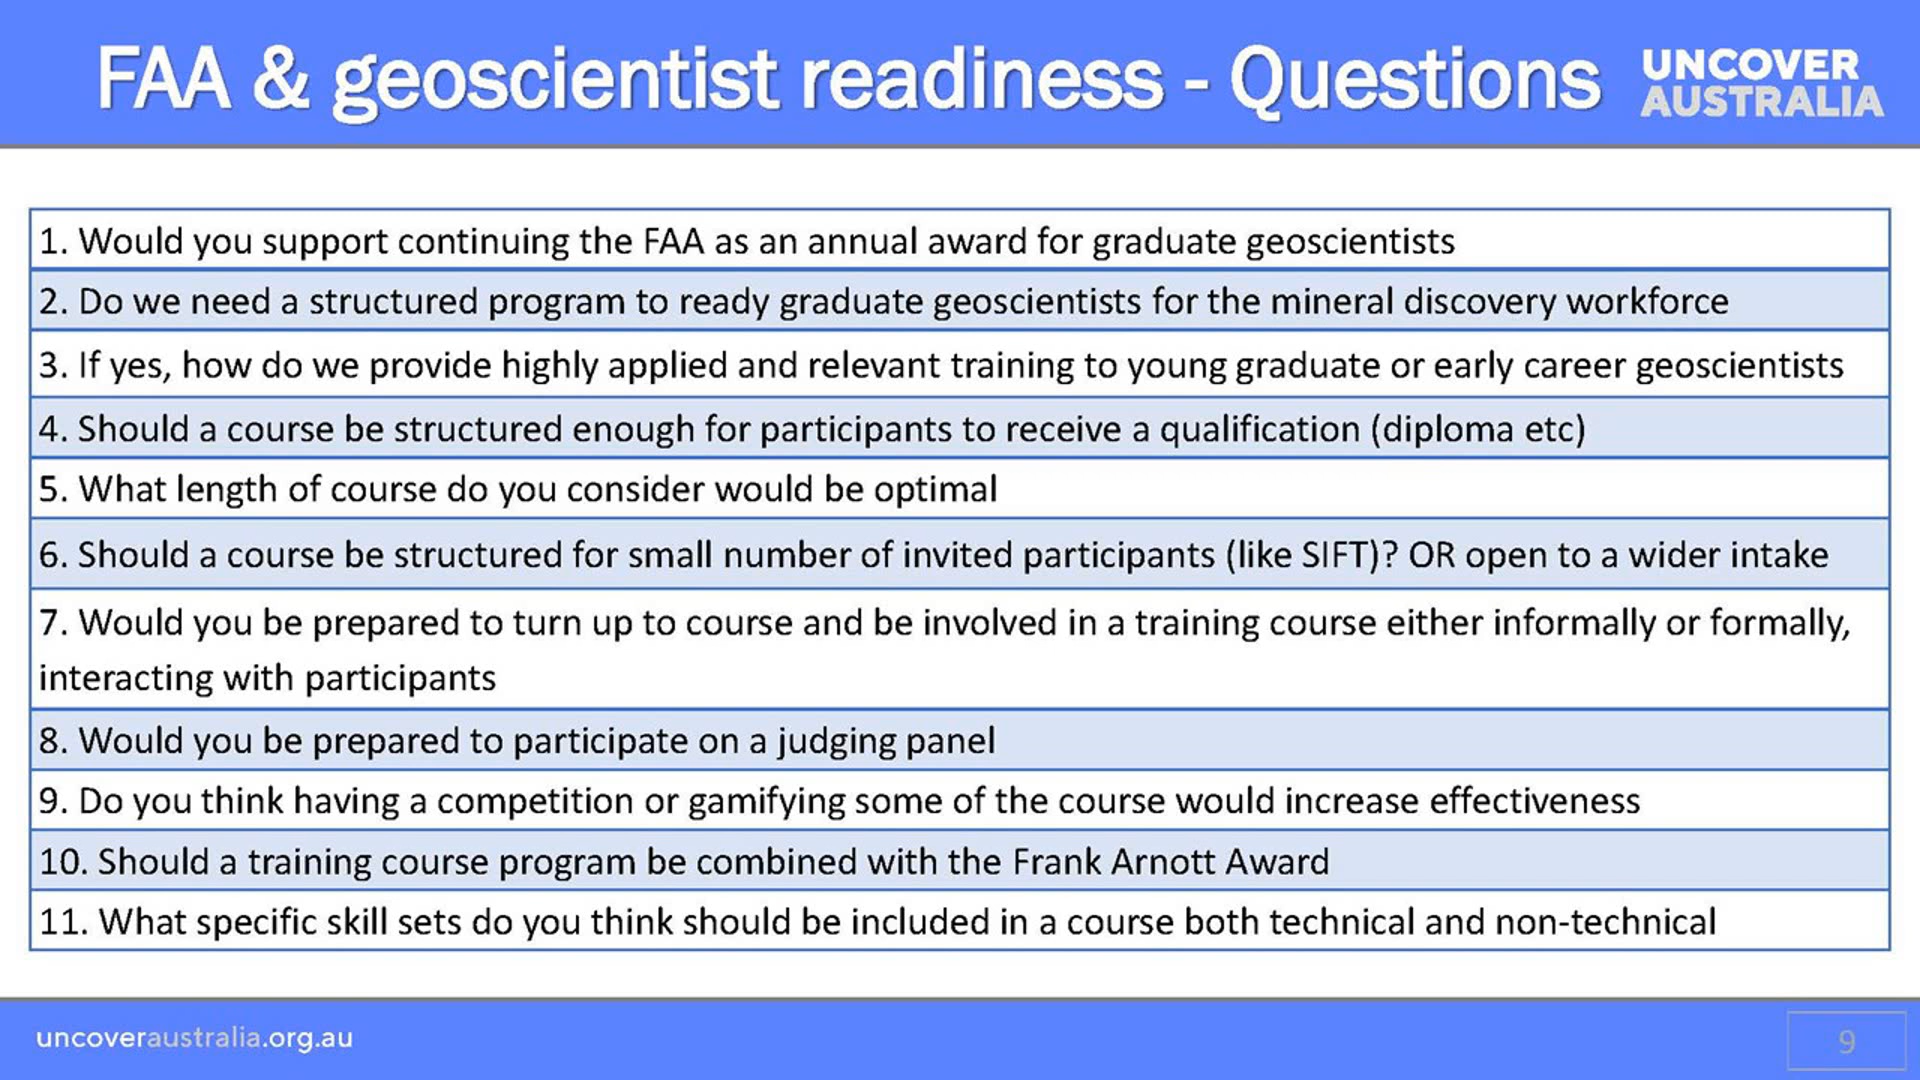 FAA & geoscientist readiness - Questions
UNCOVER
AUSTRALIA
1. Would you support continuing the FAA as an annual award for graduate geoscientists
2. Do we need a structured program to ready graduate geoscientists for the mineral discovery workforce
3. If yes, how do we provide highly applied and relevant training to young graduate or early career geoscientists
4. Should a course be structured enough for participants to receive a qualification (diploma etc)
5. What length of course do you consider would be optimal
6. Should a course be structured for small number of invited participants (like SIFT)? OR open to a wider intake
7. Would you be prepared to turn up to course and be involved in a training course either informally or formally,
interacting with participants
8. Would you be prepared to participate on a judging panel
9. Do you think having a competition or gamifying some of the course would increase effectiveness
10. Should a training course program be combined with the Frank Arnott Award
11. What specific skill sets do you think should be included in a course both technical and non-technical
uncoveraustralia.org.au
9